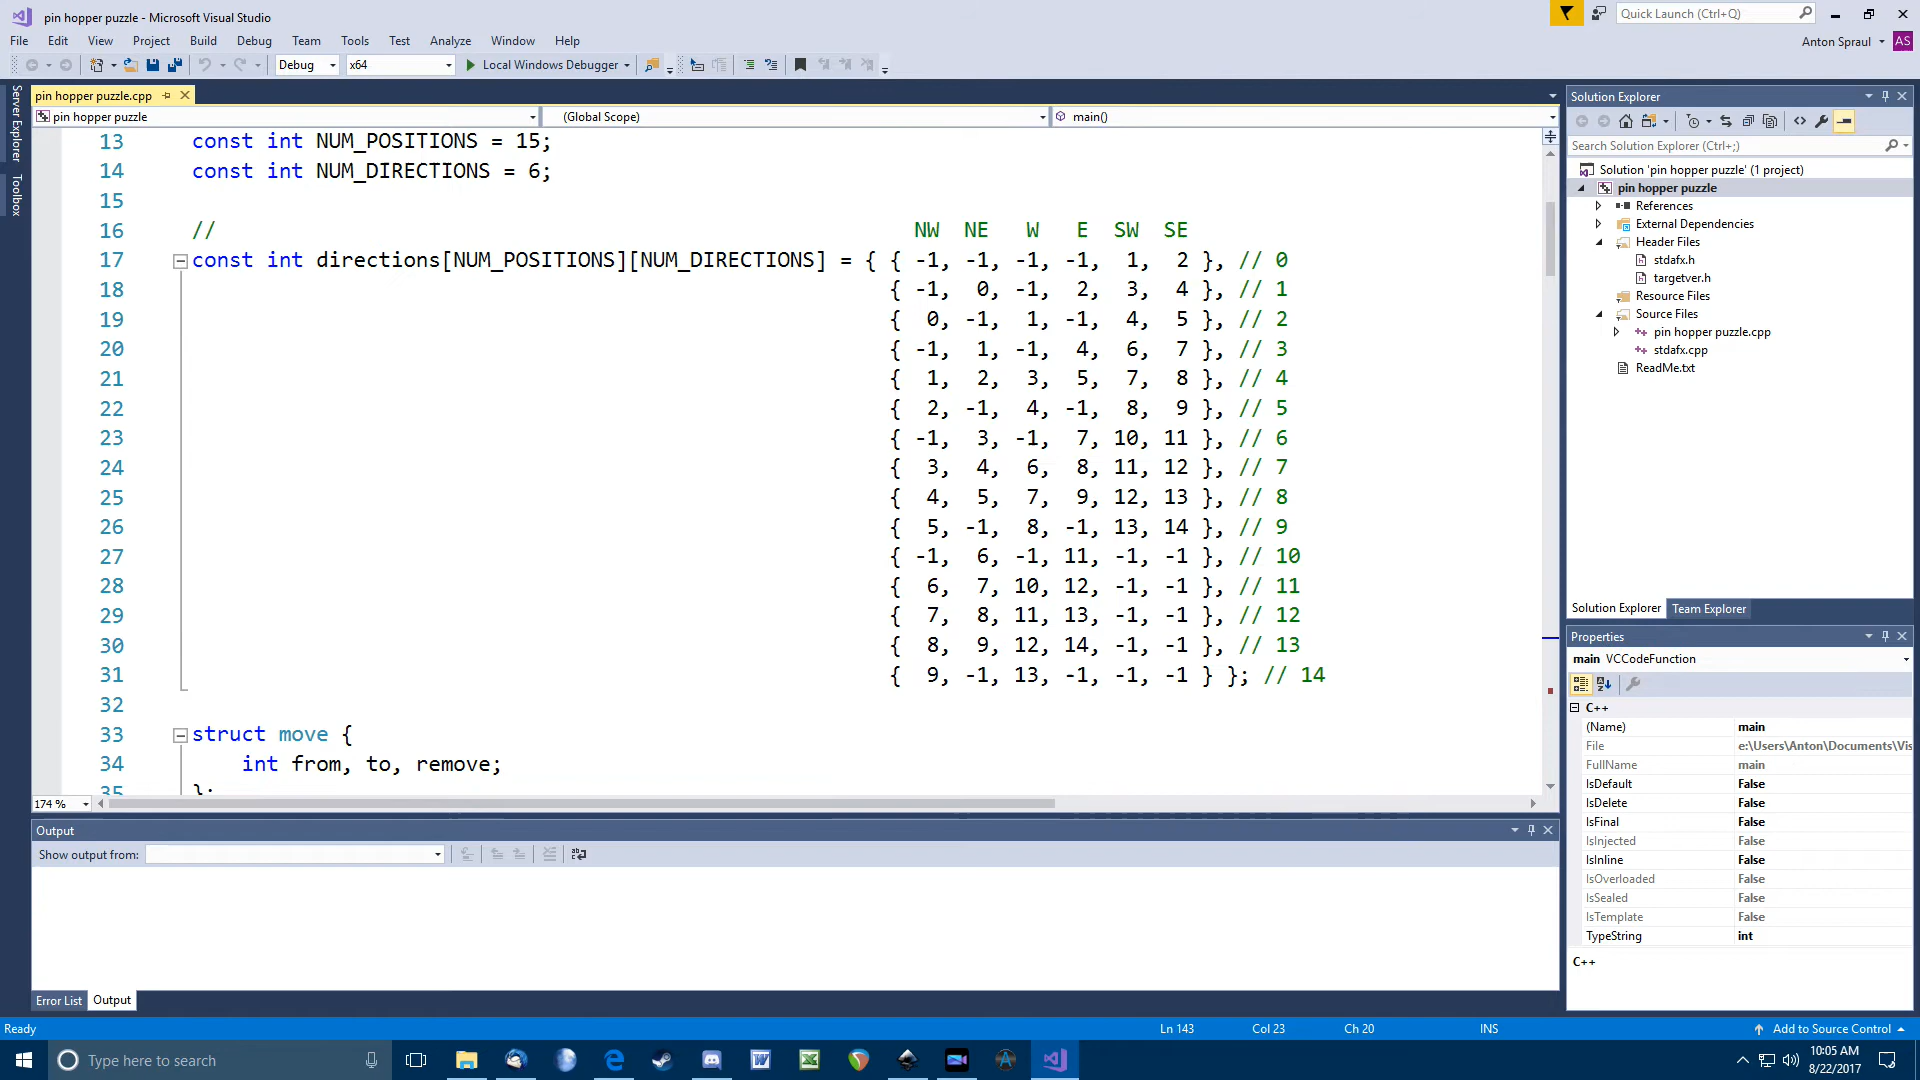 pin hopper puzzle - Microsoft Visual Studio
Quick Launch (Ctrl+Q)
File Edit View Project Build Debug Team Tools Test Analyze Window Help
Anton Spraul AS
Debug x64 Local Windows Debugger
Server Explorer
Toolbox
pin hopper puzzle.cpp
pin hopper puzzle (Global Scope) main()
13 const int NUM_POSITIONS = 15;
14 const int NUM_DIRECTIONS = 6;
15
16 // NW NE W E SW SE
17 const int directions[NUM_POSITIONS][NUM_DIRECTIONS] = { { -1, -1, -1, -1, 1, 2 }, // 0
18 { -1, 0, -1, 2, 3, 4 }, // 1
19 { 0, -1, 1, -1, 4, 5 }, // 2
20 { -1, 1, -1, 4, 6, 7 }, // 3
21 { 1, 2, 3, 5, 7, 8 }, // 4
22 { 2, -1, 4, -1, 8, 9 }, // 5
23 { -1, 3, -1, 7, 10, 11 }, // 6
24 { 3, 4, 6, 8, 11, 12 }, // 7
25 { 4, 5, 7, 9, 12, 13 }, // 8
26 { 5, -1, 8, -1, 13, 14 }, // 9
27 { -1, 6, -1, 11, -1, -1 }, // 10
28 { 6, 7, 10, 12, -1, -1 }, // 11
29 { 7, 8, 11, 13, -1, -1 }, // 12
30 { 8, 9, 12, 14, -1, -1 }, // 13
31 { 9, -1, 13, -1, -1, -1 } }; // 14
32
33 struct move {
34 int from, to, remove;
35 };
174 %
Output
Show output from:
Error List Output
Solution Explorer
Search Solution Explorer (Ctrl+;)
Solution 'pin hopper puzzle' (1 project)
pin hopper puzzle
References
External Dependencies
Header Files
stdafx.h
targetver.h
Resource Files
Source Files
pin hopper puzzle.cpp
stdafx.cpp
ReadMe.txt
Solution Explorer Team Explorer
Properties
main VCCodeFunction
C++
(Name) main
File e:\Users\Anton\Documents\Vis
FullName main
IsDefault False
IsDelete False
IsFinal False
IsInjected False
IsInline False
IsOverloaded False
IsSealed False
IsTemplate False
TypeString int
C++
Ready Ln 143 Col 23 Ch 20 INS Add to Source Control
Type here to search
10:05 AM
8/22/2017